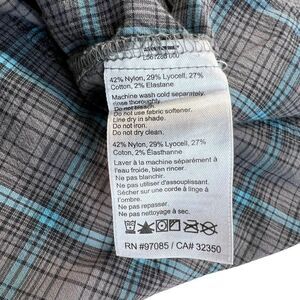 42% Nylon, 29% Lyocell, 27%
Cotton, 2% Elastane
Machine wash cold separately,
rinse thoroughly.
Do not bleach.
Do not use fabric softener.
Line dry in shade.
Do not iron.
Do not dry clean.
42% Nylon, 29% Lyocell, 27%
Coton, 2% Élasthanne
Laver à la machine séparément à
l'eau froide, bien rincer.
Ne pas blanchir.
Ne pas utiliser d'assouplissant.
Sécher sur une corde à linge à
l'ombre.
Ne pas repasser.
Ne pas nettoyage à sec.
RN #97085 / CA# 32350